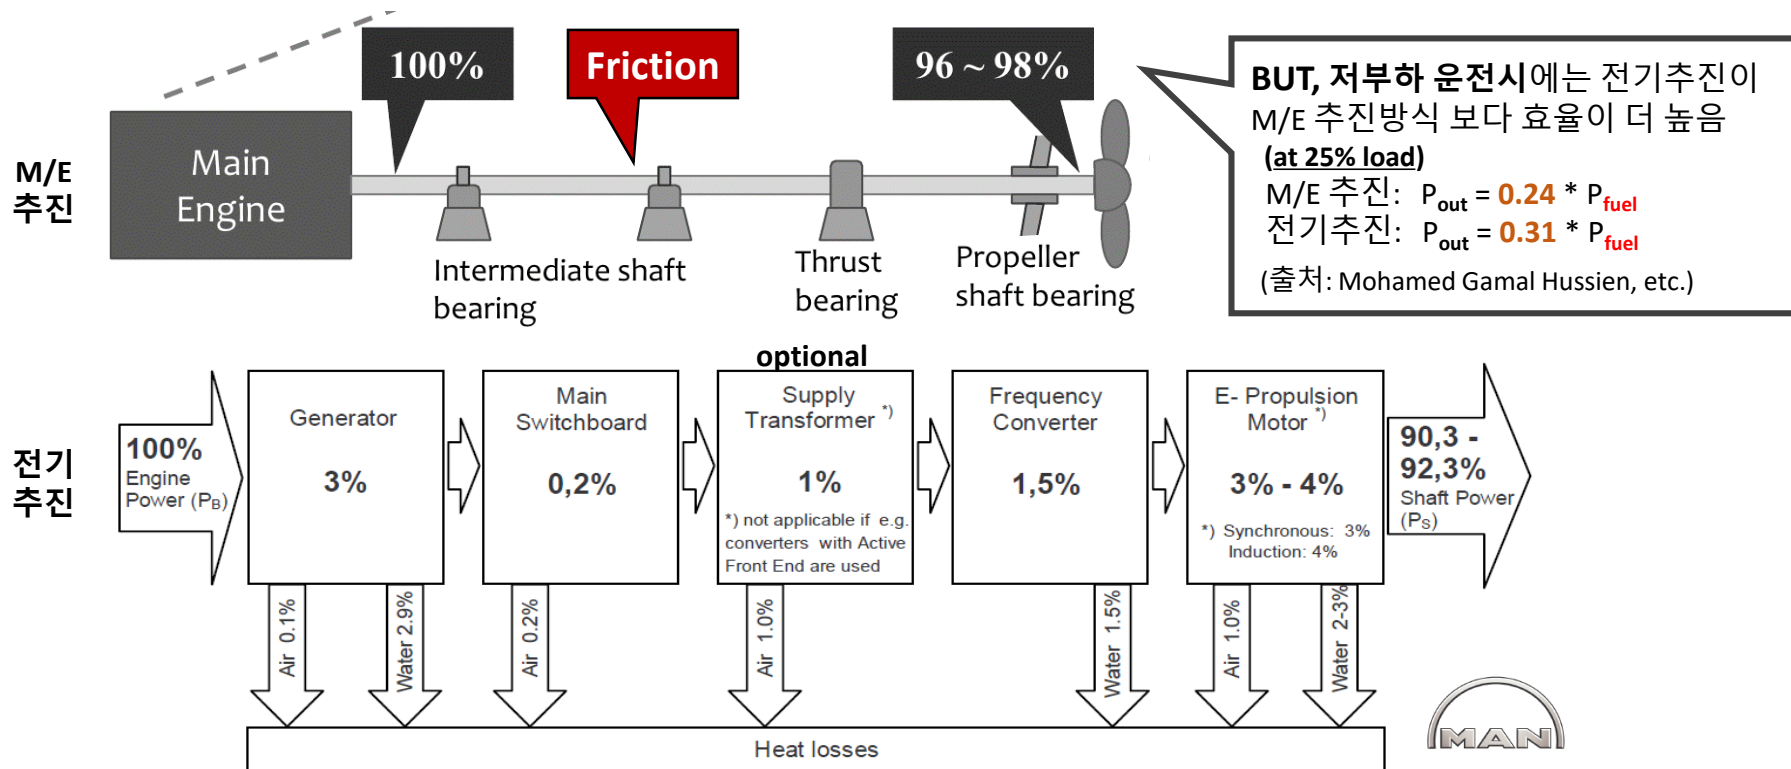 100%
Friction
96 ~ 98%
BUT, 저부하 운전시에는 전기추진이
M/E 추진방식 보다 효율이 더 높음
(at 25% load)
M/E 추진: Pout = 0.24 * Pfuel
전기추진: Pout = 0.31 * Pfuel
(출처: Mohamed Gamal Hussien, etc.)
M/E
추진
Main
Engine
Intermediate shaft
bearing
Thrust
bearing
Propeller
shaft bearing
optional
전기
추진
100%
Engine
Power (PB)
Generator
3%
Main
Switchboard
0,2%
Supply
Transformer *)
1%
*) not applicable if e.g.
converters with Active
Front End are used
Frequency
Converter
1,5%
E- Propulsion
Motor *)
3% - 4%
*) Synchronous: 3%
Induction: 4%
90,3 -
92,3%
Shaft Power
(PS)
Air 0.1%
Water 2.9%
Air 0.2%
Air 1.0%
Water 1.5%
Air 1.0%
Water 2-3%
Heat losses
MAN